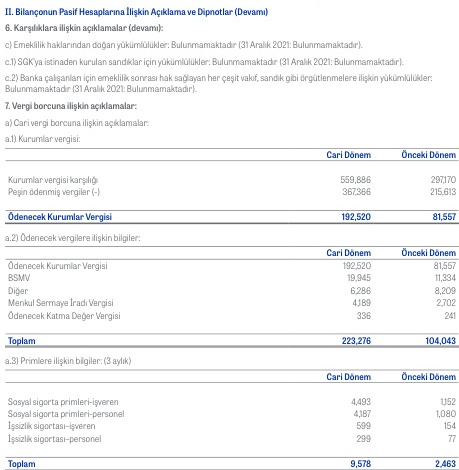 II. Bilançonun Pasif Hesaplarına İlişkin Açıklama ve Dipnotlar (Devamı)
6. Karşılıklara ilişkin açıklamalar (devamı):
c) Emeklilik haklarından doğan yükümlülükler: Bulunmamaktadır (31 Aralık 2021: Bulunmamaktadır).
c.1) SGK'ya istinaden kurulan sandıklar için yükümlülükler: Bulunmamaktadır (31 Aralık 2021: Bulunmamaktadır).
c.2) Banka çalışanları için emeklilik sonrası hak sağlayan her çeşit vakıf, sandık gibi örgütlenmelere ilişkin yükümlülükler:
Bulunmamaktadır (31 Aralık 2021: Bulunmamaktadır).
7. Vergi borcuna ilişkin açıklamalar:
a) Cari vergi borcuna ilişkin açıklamalar:
a.1) Kurumlar vergisi:
Cari Dönem Önceki Dönem
Kurumlar vergisi karşılığı 559,886 297,170
Peşin ödenmiş vergiler (-) 367,366 215,613
Ödenecek Kurumlar Vergisi 192,520 81,557
a.2) Ödenecek vergilere ilişkin bilgiler:
Cari Dönem Önceki Dönem
Ödenecek Kurumlar Vergisi 192,520 81,557
BSMV 19,945 11,334
Diğer 6,286 8,209
Menkul Sermaye İradı Vergisi 4,189 2,702
Ödenecek Katma Değer Vergisi 336 241
Toplam 223,276 104,043
a.3) Primlere ilişkin bilgiler: (3 aylık)
Cari Dönem Önceki Dönem
Sosyal sigorta primleri-işveren 4,493 1,152
Sosyal sigorta primleri-personel 4,187 1,080
İşsizlik sigortası-işveren 599 154
İşsizlik sigortası-personel 299 77
Toplam 9,578 2,463